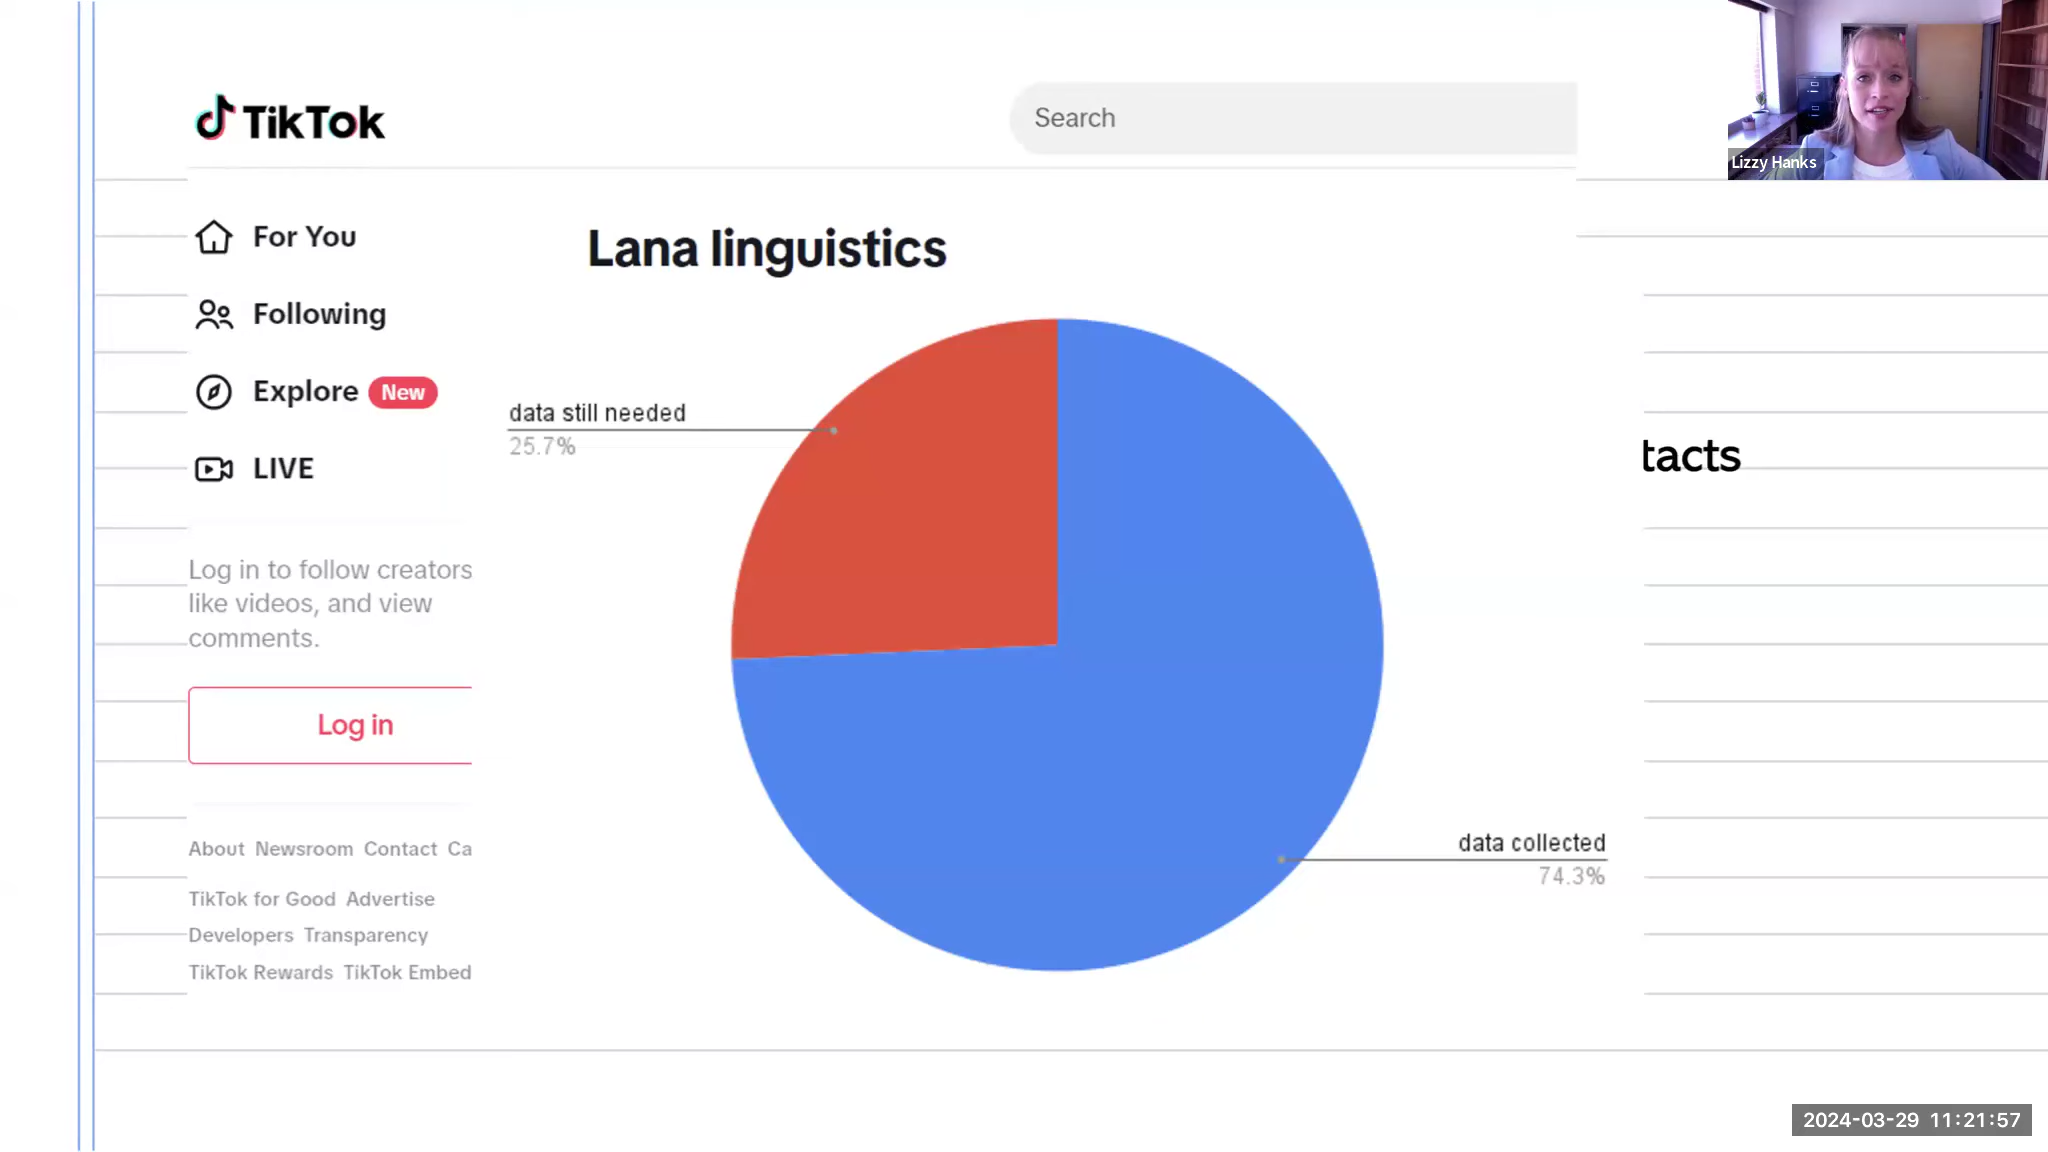 TikTok
Search
Lizzy Hanks
For You
Following
Explore New
LIVE
Lana linguistics
data still needed
25.7%
tacts
Log in to follow creators
like videos, and view
comments.
Log in
data collected
74.3%
About Newsroom Contact Ca
TikTok for Good Advertise
Developers Transparency
TikTok Rewards TikTok Embed
2024-03-29 11:21:57